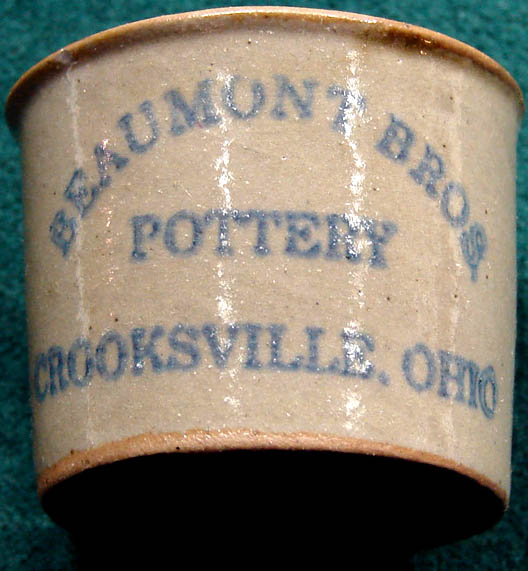 BEAUMONT BROS.
POTTERY
CROOKSVILLE, OHIO